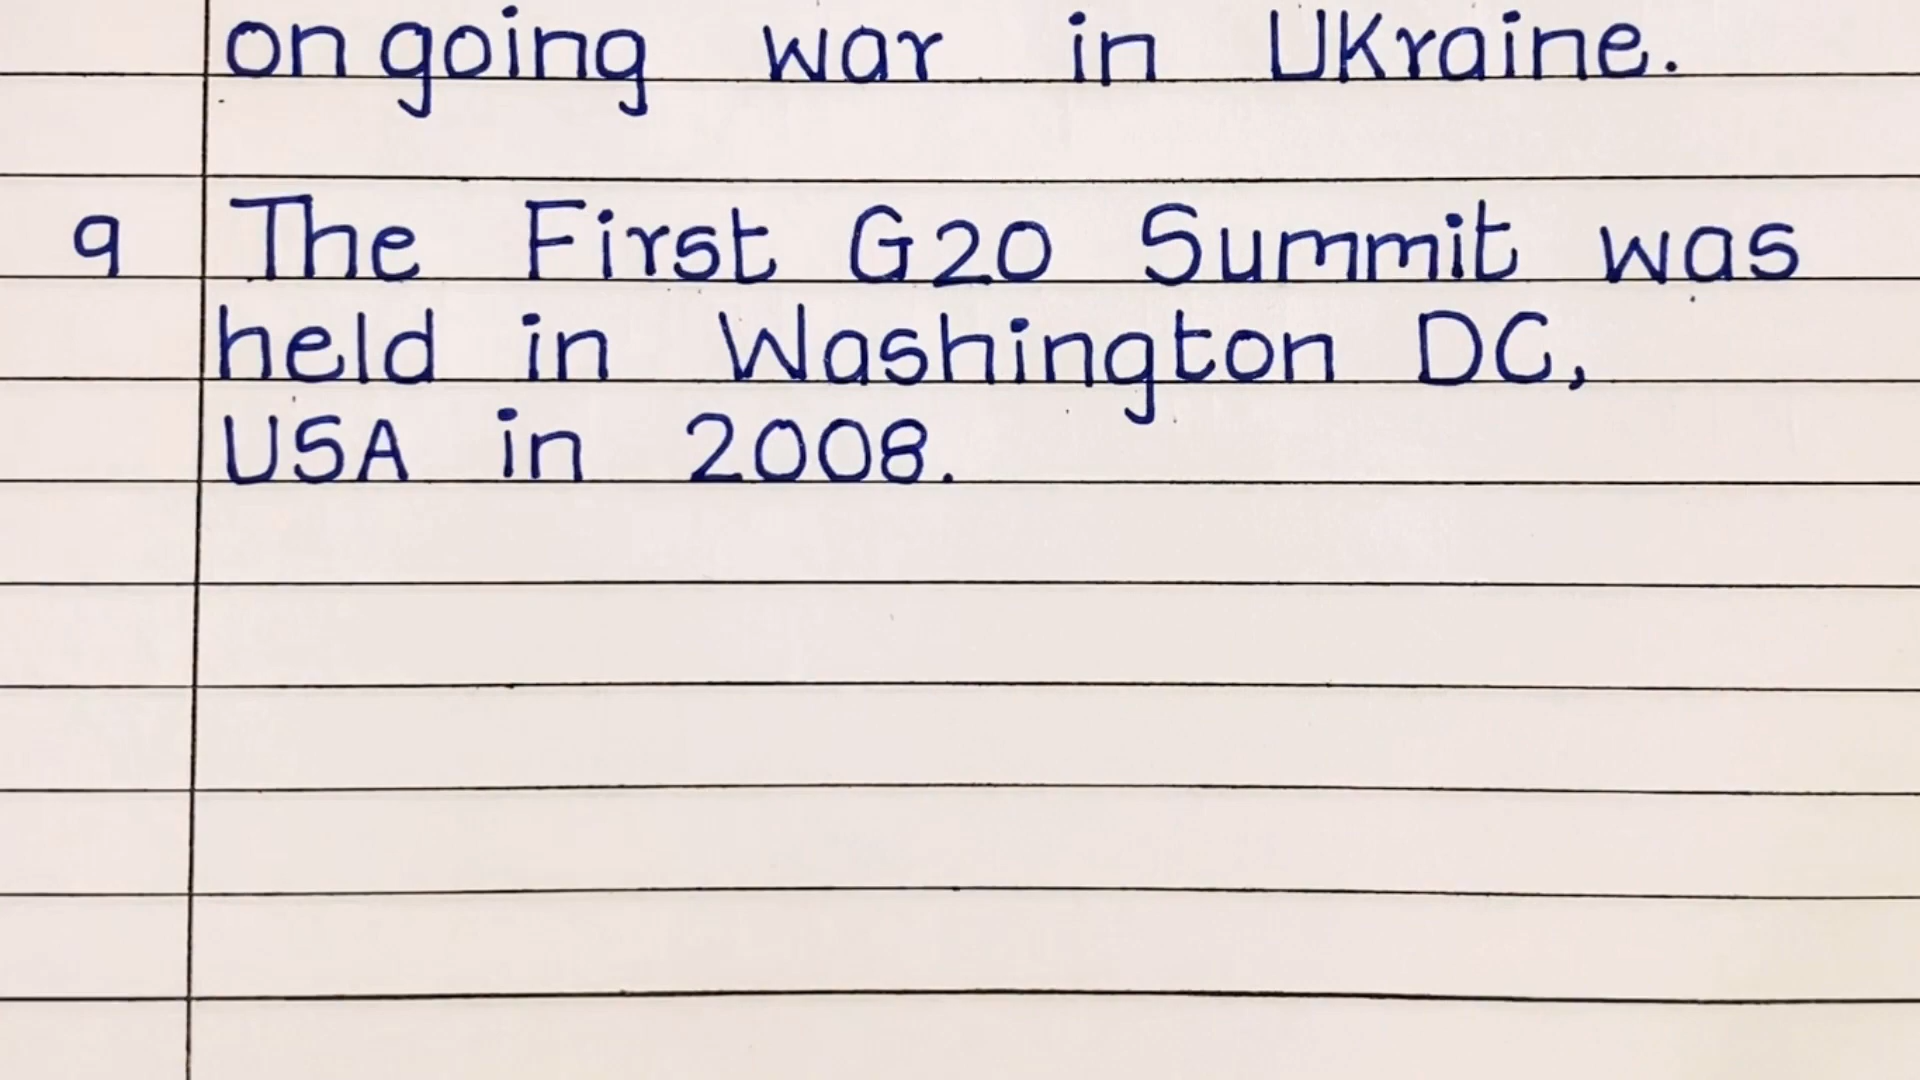 ongoing war in Ukraine.
9 The First G20 Summit was
held in Washington DC,
USA in 2008.